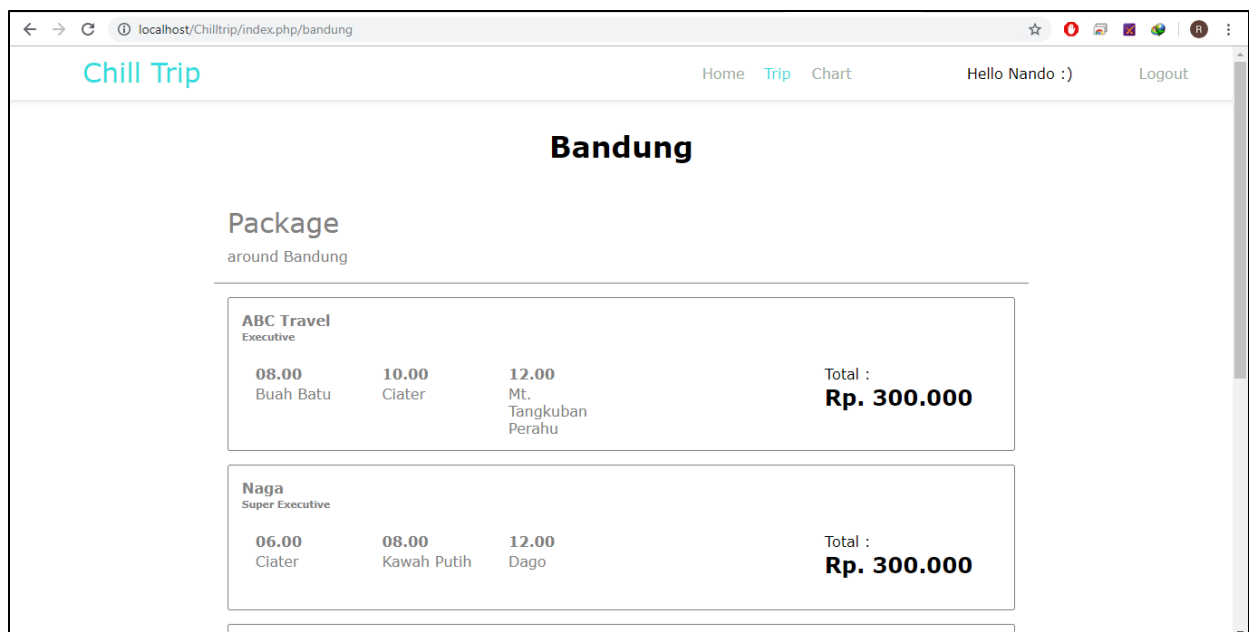 localhost/Chilltrip/index.php/bandung
R
Chill Trip
Home Trip Chart Hello Nando :) Logout
Bandung
Package
around Bandung
ABC Travel
Executive
08.00 10.00 12.00 Total :
Buah Batu Ciater Mt. Rp. 300.000
Tangkuban
Perahu
Naga
Super Executive
06.00 08.00 12.00 Total :
Ciater Kawah Putih Dago Rp. 300.000